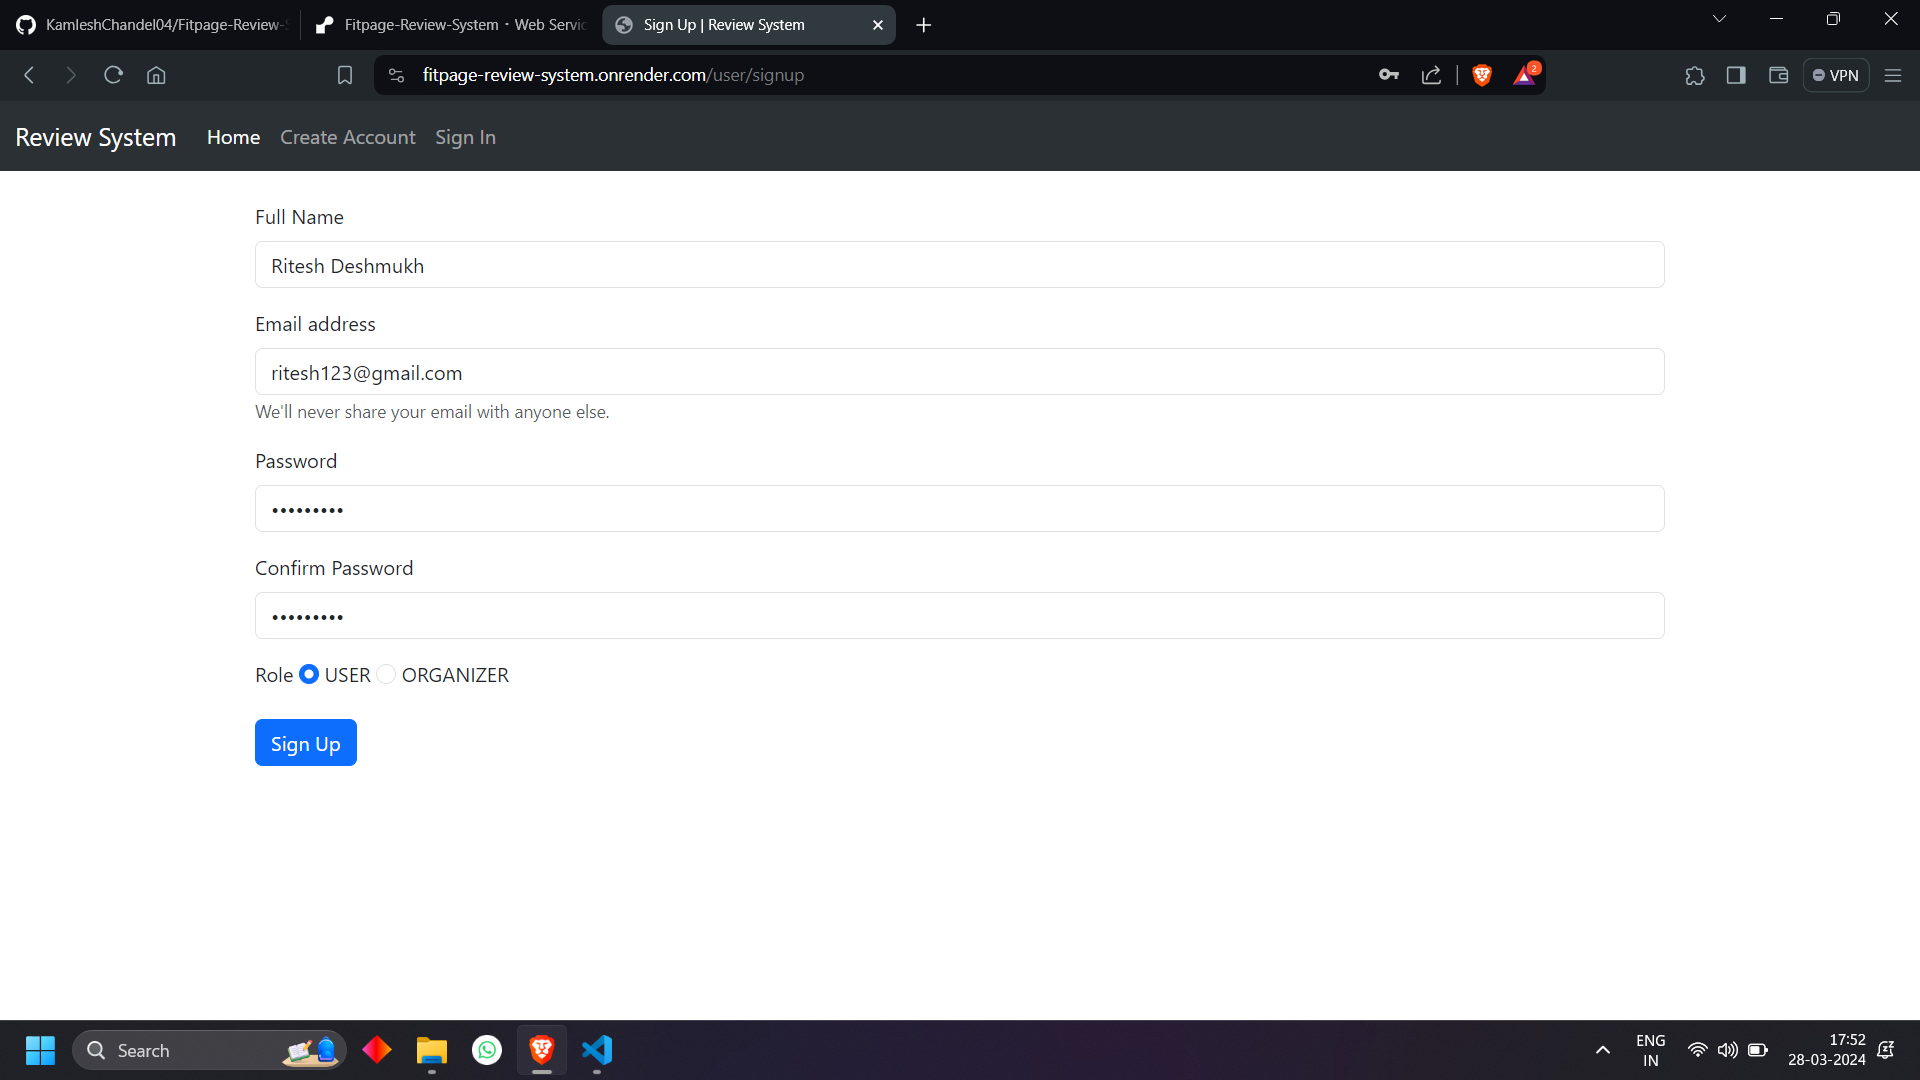 KamleshChandel04/Fitpage-Review-S
Fitpage-Review-System · Web Servic
Sign Up | Review System
fitpage-review-system.onrender.com/user/signup
2
VPN
Review System Home Create Account Sign In
Full Name
Ritesh Deshmukh
Email address
ritesh123@gmail.com
We'll never share your email with anyone else.
Password
•••••••••
Confirm Password
•••••••••
Role USER ORGANIZER
Sign Up
Search
ENG
IN
17:52
28-03-2024